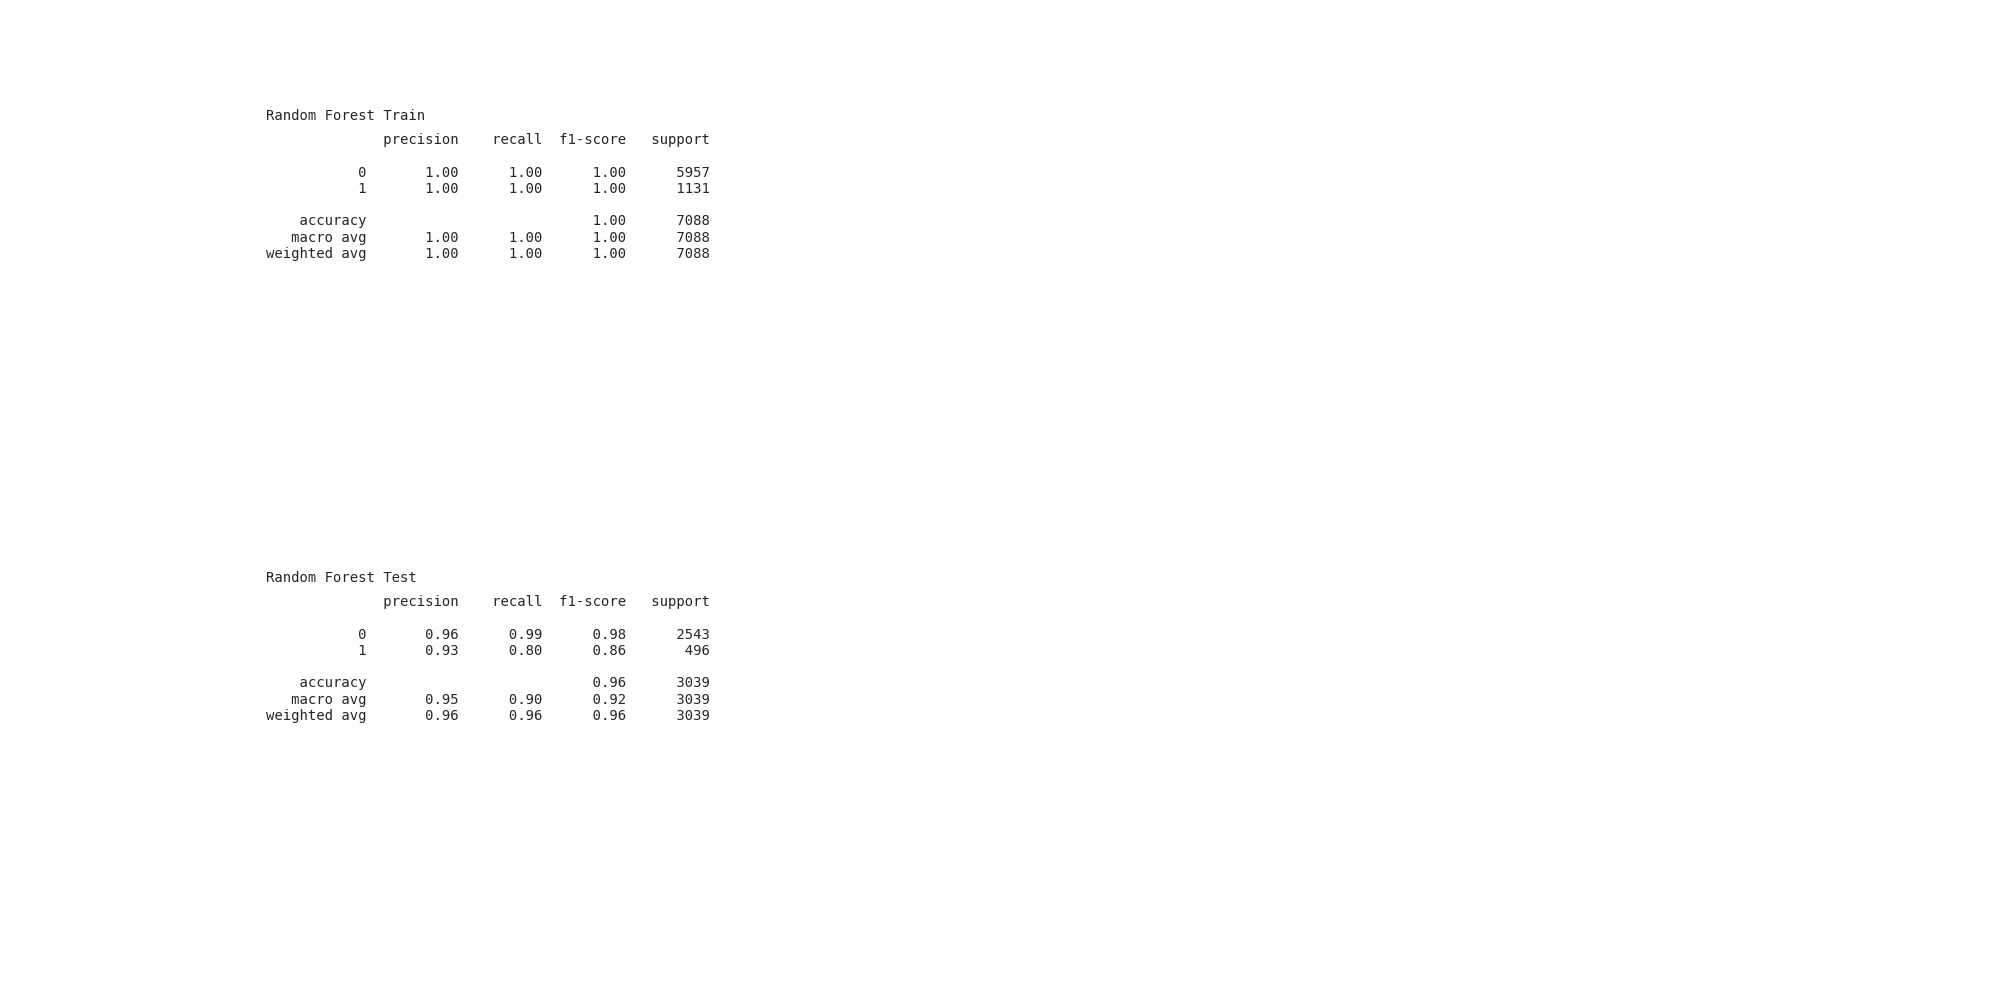 Random Forest Train
precision recall f1-score support
0 1.00 1.00 1.00 5957
1 1.00 1.00 1.00 1131
accuracy 1.00 7088
macro avg 1.00 1.00 1.00 7088
weighted avg 1.00 1.00 1.00 7088
Random Forest Test
precision recall f1-score support
0 0.96 0.99 0.98 2543
1 0.93 0.80 0.86 496
accuracy 0.96 3039
macro avg 0.95 0.90 0.92 3039
weighted avg 0.96 0.96 0.96 3039